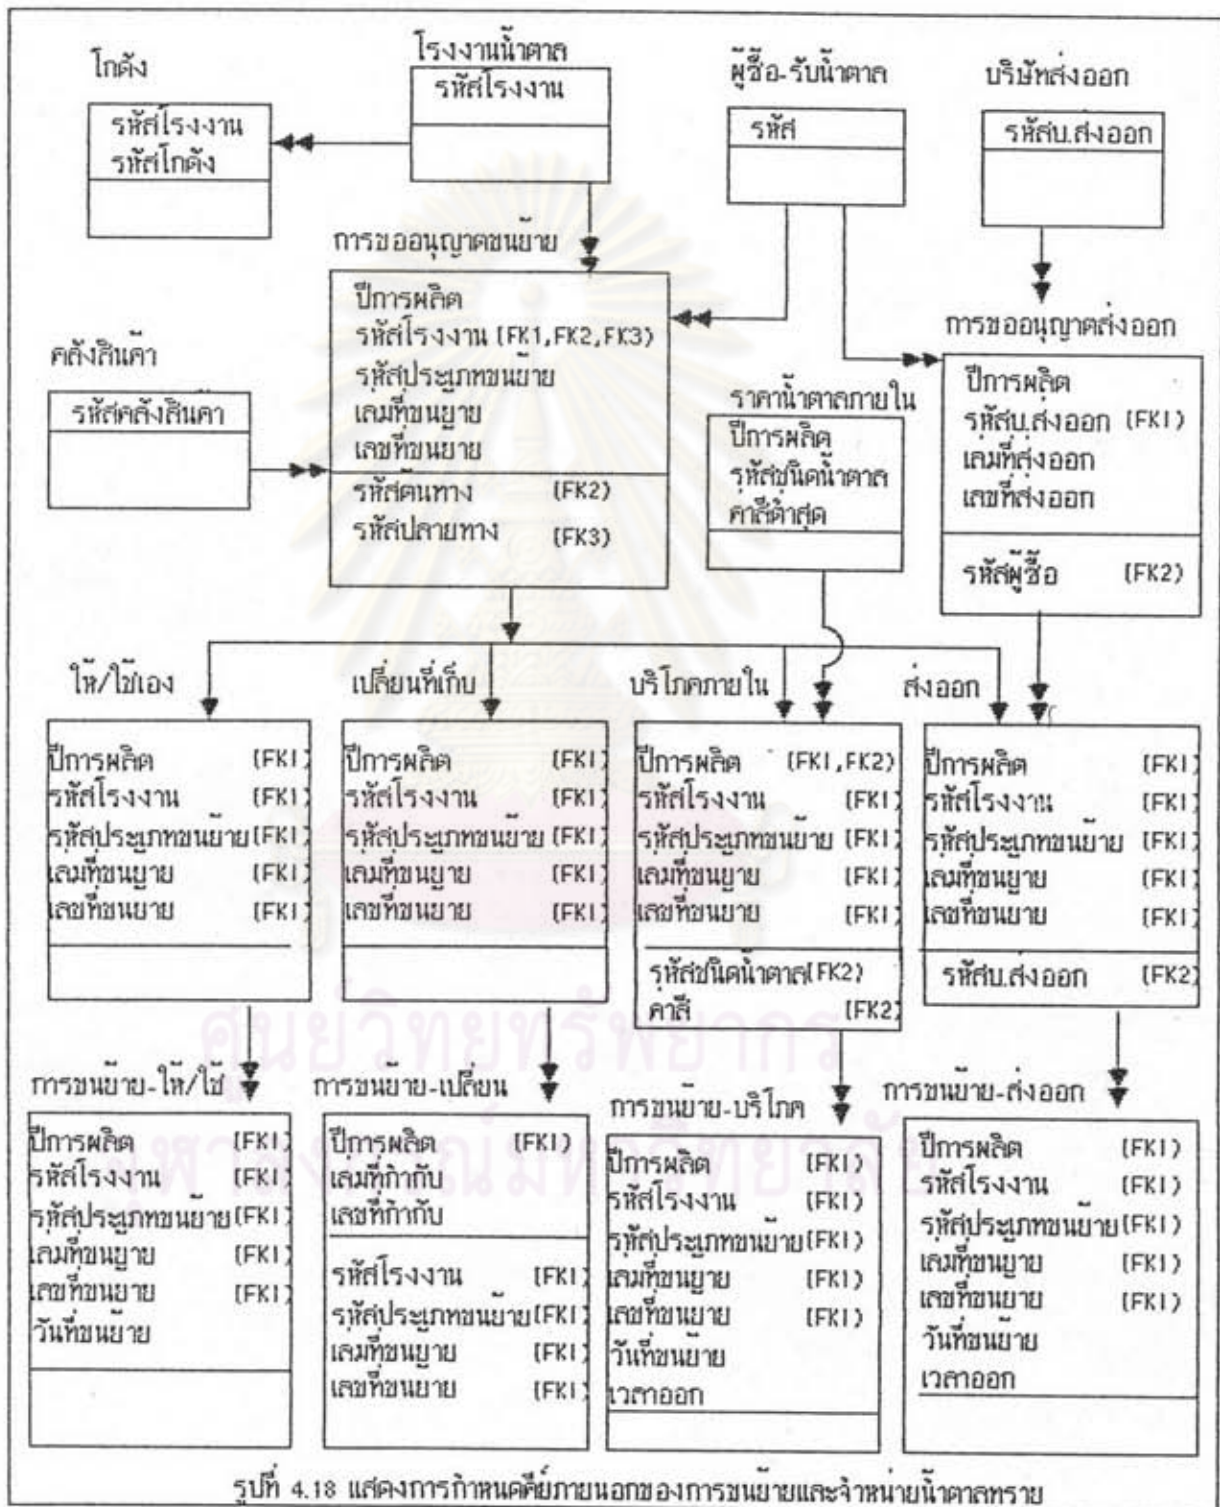 โกดัง
รหัสโรงงาน
รหัสโกดัง
โรงงานน้ำตาล
รหัสโรงงาน
ผู้ซื้อ-รับน้ำตาล
รหัส
บริษัทส่งออก
รหัสบ.ส่งออก
การขออนุญาตขนย้าย
ปีการผลิต
รหัสโรงงาน (FK1,FK2,FK3)
รหัสประเภทขนย้าย
เล่มที่ขนย้าย
เลขที่ขนย้าย
รหัสต้นทาง (FK2)
รหัสปลายทาง (FK3)
คลังสินค้า
รหัสคลังสินค้า
ราคาน้ำตาลภายใน
ปีการผลิต
รหัสชนิดน้ำตาล
ค่าสีต่ำสุด
การขออนุญาตส่งออก
ปีการผลิต
รหัสบ.ส่งออก (FK1)
เล่มที่ส่งออก
เลขที่ส่งออก
รหัสผู้ซื้อ (FK2)
ให้/ใช้เอง
ปีการผลิต (FK1)
รหัสโรงงาน (FK1)
รหัสประเภทขนย้าย (FK1)
เล่มที่ขนย้าย (FK1)
เลขที่ขนย้าย (FK1)
เปลี่ยนที่เก็บ
ปีการผลิต (FK1)
รหัสโรงงาน (FK1)
รหัสประเภทขนย้าย (FK1)
เล่มที่ขนย้าย (FK1)
เลขที่ขนย้าย (FK1)
บริโภคภายใน
ปีการผลิต (FK1,FK2)
รหัสโรงงาน (FK1)
รหัสประเภทขนย้าย (FK1)
เล่มที่ขนย้าย (FK1)
เลขที่ขนย้าย (FK1)
รหัสชนิดน้ำตาล(FK2)
ค่าสี (FK2)
ส่งออก
ปีการผลิต (FK1)
รหัสโรงงาน (FK1)
รหัสประเภทขนย้าย (FK1)
เล่มที่ขนย้าย (FK1)
เลขที่ขนย้าย (FK1)
รหัสบ.ส่งออก (FK2)
ศูนย์วิทยทรัพยากร
จุฬาลงกรณ์มหาวิทยาลัย
การขนย้าย-ให้/ใช้
ปีการผลิต (FK1)
รหัสโรงงาน (FK1)
รหัสประเภทขนย้าย(FK1)
เล่มที่ขนย้าย (FK1)
เลขที่ขนย้าย (FK1)
วันที่ขนย้าย
การขนย้าย-เปลี่ยน
ปีการผลิต (FK1)
เล่มที่กำกับ
เลขที่กำกับ
รหัสโรงงาน (FK1)
รหัสประเภทขนย้าย(FK1)
เล่มที่ขนย้าย (FK1)
เลขที่ขนย้าย (FK1)
การขนย้าย-บริโภค
ปีการผลิต (FK1)
รหัสโรงงาน (FK1)
รหัสประเภทขนย้าย(FK1)
เล่มที่ขนย้าย (FK1)
เลขที่ขนย้าย (FK1)
วันที่ขนย้าย
เวลาออก
การขนย้าย-ส่งออก
ปีการผลิต (FK1)
รหัสโรงงาน (FK1)
รหัสประเภทขนย้าย(FK1)
เล่มที่ขนย้าย (FK1)
เลขที่ขนย้าย (FK1)
วันที่ขนย้าย
เวลาออก
รูปที่ 4.18 แสดงการกำหนดคีย์ภายนอกของการขนย้ายและจำหน่ายน้ำตาลทราย